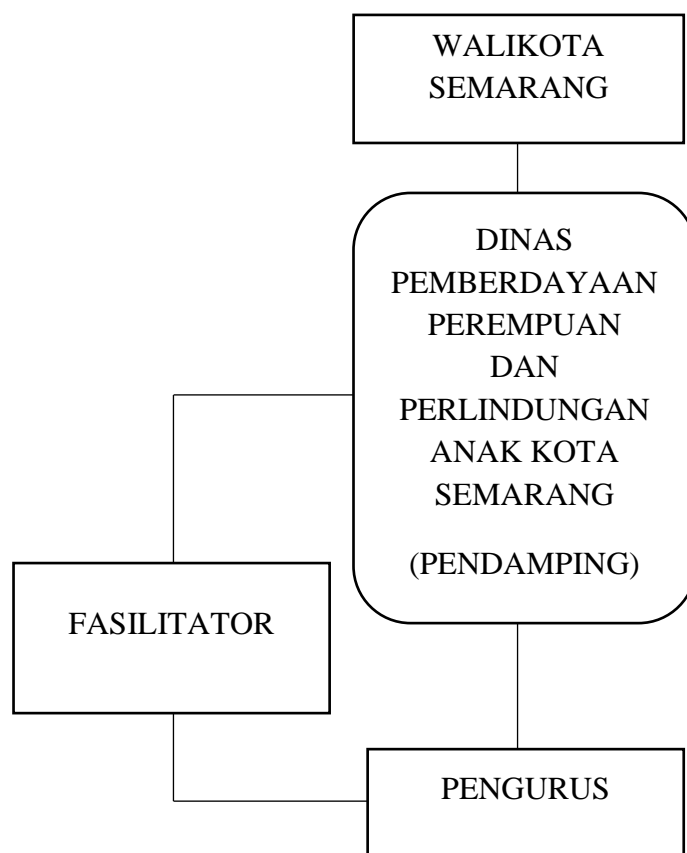 WALIKOTA
SEMARANG
DINAS
PEMBERDAYAAN
PEREMPUAN
DAN
PERLINDUNGAN
ANAK KOTA
SEMARANG
(PENDAMPING)
FASILITATOR
PENGURUS